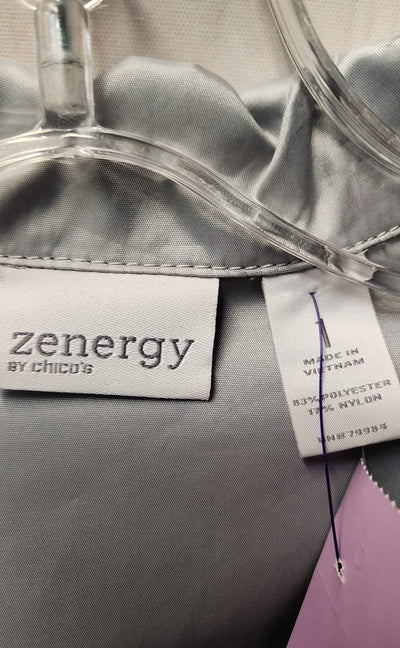 zenergy
BY CHICO'S
1
MADE IN
VIETNAM
83% POLYESTER
17% NYLON
RN#79984